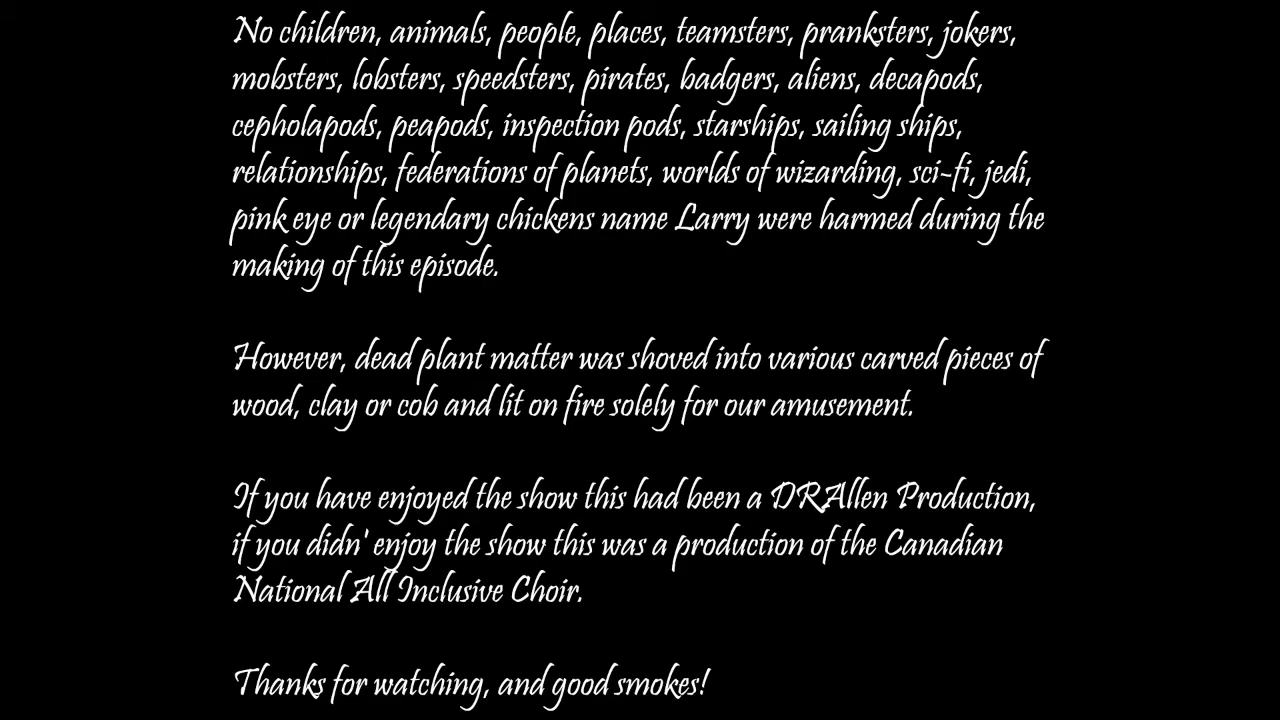 No children, animals, people, places, teamsters, pranksters, jokers,
mobsters, lobsters, speedsters, pirates, badgers, aliens, decapods,
cepholapods, peapods, inspection pods, starships, sailing ships,
relationships, federations of planets, worlds of wizarding, sci-fi, jedi,
pink eye or legendary chickens name Larry were harmed during the
making of this episode.
However, dead plant matter was shoved into various carved pieces of
wood, clay or cob and lit on fire solely for our amusement.
If you have enjoyed the show this had been a DRAllen Production,
if you didn' enjoy the show this was a production of the Canadian
National All Inclusive Choir.
Thanks for watching, and good smokes!